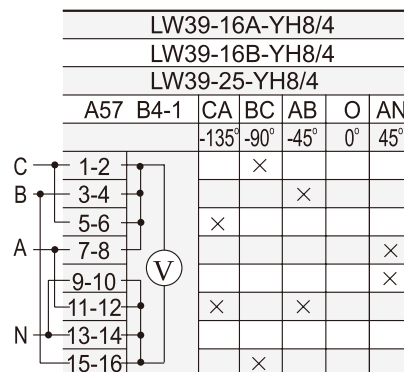 LW39-16A-YH8/4
LW39-16B-YH8/4
LW39-25-YH8/4
A57 B4-1 CA BC AB O AN
-135° -90° -45° 0° 45°
C 1-2 ×
B 3-4 ×
5-6 ×
A 7-8 ×
V
9-10 ×
11-12 × ×
N 13-14
15-16 ×